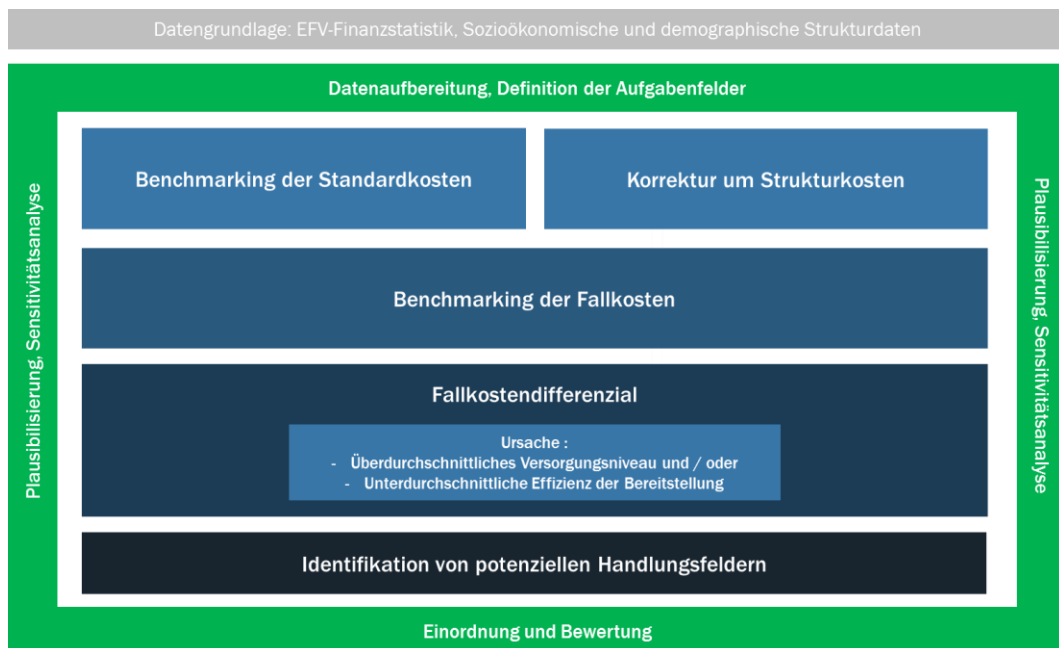 Datengrundlage: EFV-Finanzstatistik, Sozioökonomische und demographische Strukturdaten
Datenaufbereitung, Definition der Aufgabenfelder
Plausibilisierung, Sensitivitätsanalyse
Benchmarking der Standardkosten
Korrektur um Strukturkosten
Benchmarking der Fallkosten
Fallkostendifferenzial
Ursache :
- Überdurchschnittliches Versorgungsniveau und / oder
- Unterdurchschnittliche Effizienz der Bereitstellung
Identifikation von potenziellen Handlungsfeldern
Plausibilisierung, Sensitivitätsanalyse
Einordnung und Bewertung